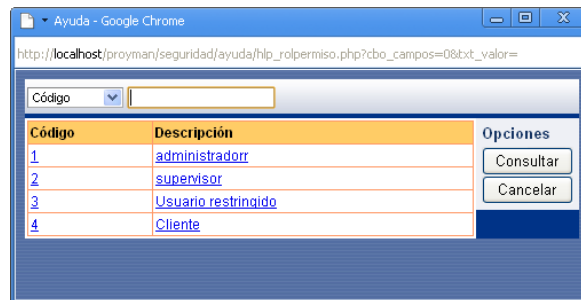 Ayuda - Google Chrome
http://localhost/proyman/seguridad/ayuda/hlp_rolpermiso.php?cbo_campos=0&txt_valor=
Código
Código Descripción Opciones
1 administradorr Consultar
2 supervisor Cancelar
3 Usuario restringido
4 Cliente